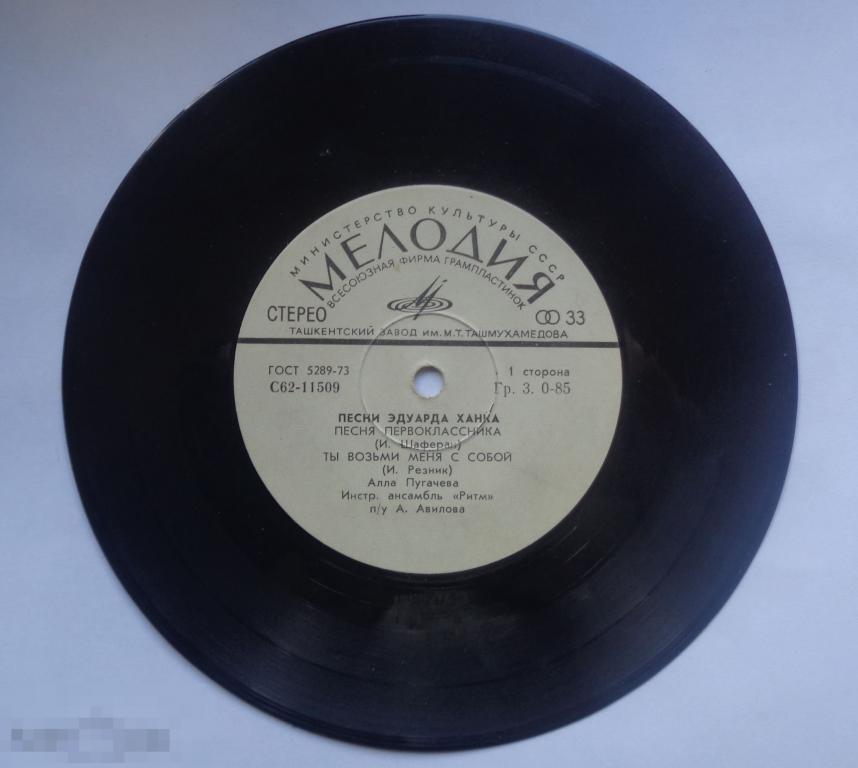 МИНИСТЕРСТВО КУЛЬТУРЫ СССР
МЕЛОДИЯ
ВСЕСОЮЗНАЯ ФИРМА ГРАМПЛАСТИНОК
СТЕРЕО 33
ТАШКЕНТСКИЙ ЗАВОД ИМ. М.Т. ТАШМУХАМЕДОВА
ГОСТ 5289-73 1 сторона
С62-11509 Гр. 3. 0-85
ПЕСНИ ЭДУАРДА ХАНКА
ПЕСНЯ ПЕРВОКЛАССНИКА
(И. Шаферан)
ТЫ ВОЗЬМИ МЕНЯ С СОБОЙ
(И. Резник)
Алла Пугачева
Инстр. ансамбль «Ритм»
п/у А. Авилова